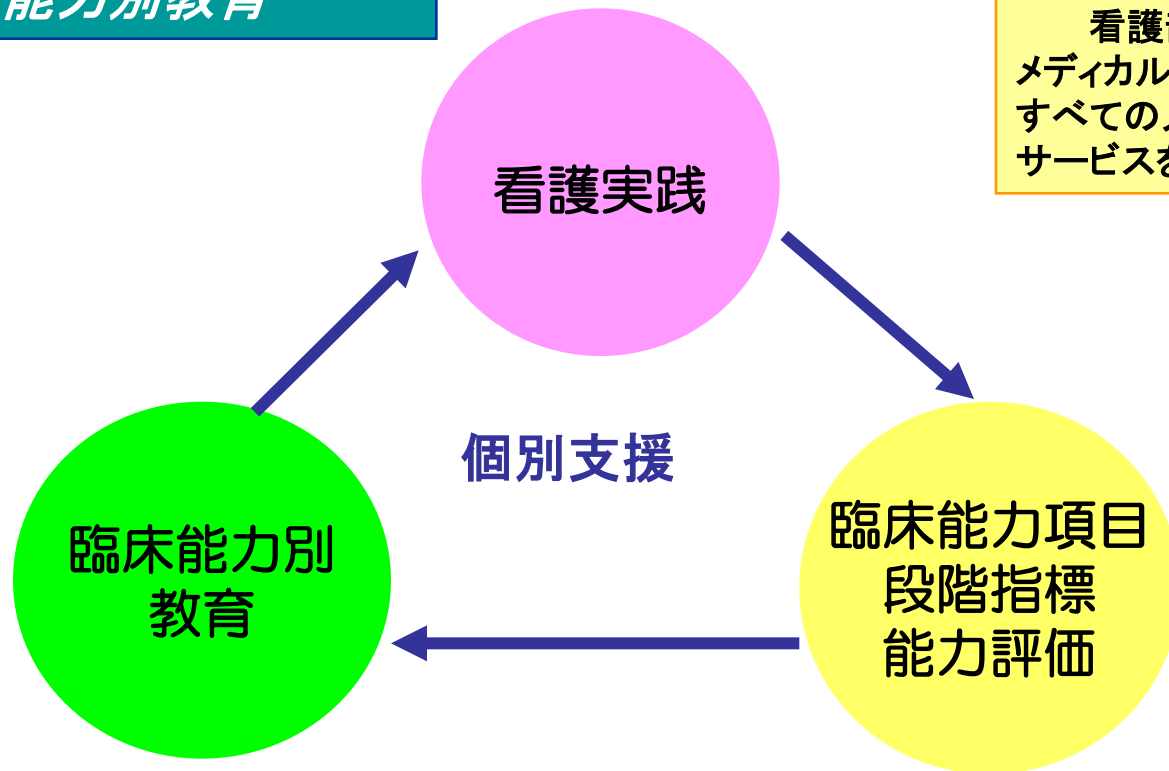 能力別教育
看護
メディカル
すべての
サービスを
看護実践
個別支援
臨床能力別
教育
臨床能力項目
段階指標
能力評価